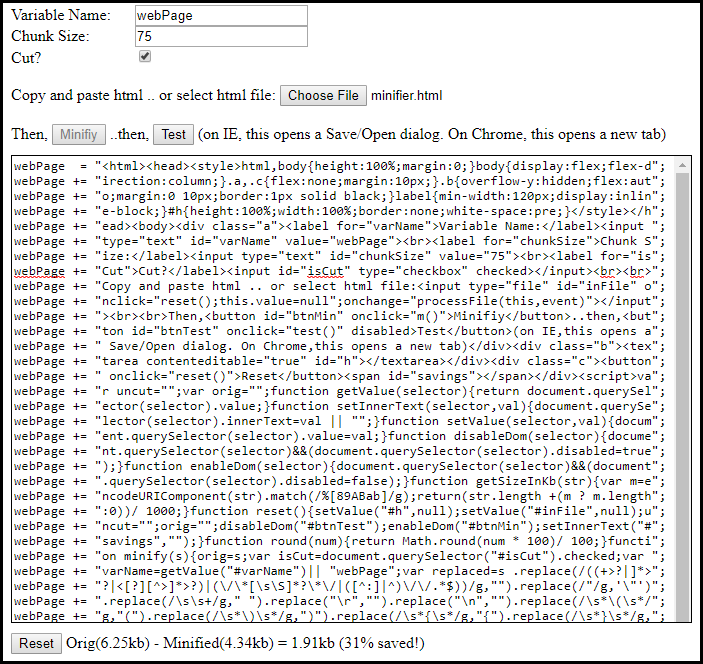 Variable Name: webPage
Chunk Size: 75
Cut?
Copy and paste html .. or select html file: Choose File minifier.html
Then, Minifiy ..then, Test (on IE, this opens a Save/Open dialog. On Chrome, this opens a new tab)
webPage  = "<html><head><style>html,body{height:100%;margin:0;}body{display:flex;flex-d";
webPage += "irection:column;}.a,.c{flex:none;margin:10px;}.b{overflow-y:hidden;flex:aut";
webPage += "o;margin:0 10px;border:1px solid black;}label{min-width:120px;display:inlin";
webPage += "e-block;}#h{height:100%;width:100%;border:none;white-space:pre;}</style></h";
webPage += "ead><body><div class="a"><label for="varName">Variable Name:</label><input ";
webPage += "type="text" id="varName" value="webPage"><br><label for="chunkSize">Chunk S";
webPage += "ize:</label><input type="text" id="chunkSize" value="75"><br><label for="is";
webPage += "Cut">Cut?</label><input id="isCut" type="checkbox" checked></input><br><br>";
webPage += "Copy and paste html .. or select html file:<input type="file" id="inFile" o";
webPage += "nclick="reset();this.value=null";onchange="processFile(this,event)"></input";
webPage += "><br><br>Then,<button id="btnMin" onclick="m()">Minifiy</button>..then,<but";
webPage += "ton id="btnTest" onclick="test()" disabled>Test</button>(on IE,this opens a";
webPage += " Save/Open dialog. On Chrome,this opens a new tab)</div><div class="b"><tex";
webPage += "tarea contenteditable="true" id="h"></textarea></div><div class="c"><button";
webPage += " onclick="reset()">Reset</button><span id="savings"></span></div><script>va";
webPage += "r uncut="";var orig="";function getValue(selector){return document.querySel";
webPage += "ector(selector).value;}function setInnerText(selector,val){document.querySe";
webPage += "lector(selector).innerText=val || "";}function setValue(selector,val){docum";
webPage += "ent.querySelector(selector).value=val;}function disableDom(selector){docume";
webPage += "nt.querySelector(selector)&&(document.querySelector(selector).disabled=true";
webPage += ");}function enableDom(selector){document.querySelector(selector)&&(document";
webPage += ".querySelector(selector).disabled=false);}function getSizeInKb(str){var m=e";
webPage += "ncodeURIComponent(str).match(/%[89ABab]/g);return(str.length +(m ? m.length";
webPage += ":0))/ 1000;}function reset(){setValue("#h",null);setValue("#inFile",null);u";
webPage += "ncut="";orig="";disableDom("#btnTest");enableDom("#btnMin");setInnerText("#";
webPage += "savings","");}function round(num){return Math.round(num * 100)/ 100;}functi";
webPage += "on minify(s){orig=s;var isCut=document.querySelector("#isCut").checked;var ";
webPage += "varName=getValue("#varName")|| "webPage";var replaced=s .replace(/((+>?|]*>";
webPage += "?|<[?][^>]*>?)|(\/\*[\s\S]*?\*\/|([^:]|^)\/\/.*$))/g,"").replace(/"/g,'\"')";
webPage += ".replace(/\s\s+/g," ").replace("\r","").replace("\n","").replace(/\s*\(\s*/";
webPage += "g,"(").replace(/\s*\)\s*/g,")").replace(/\s*{\s*/g,"{").replace(/\s*}\s*/g,";
Reset Orig(6.25kb) - Minified(4.34kb) = 1.91kb (31% saved!)